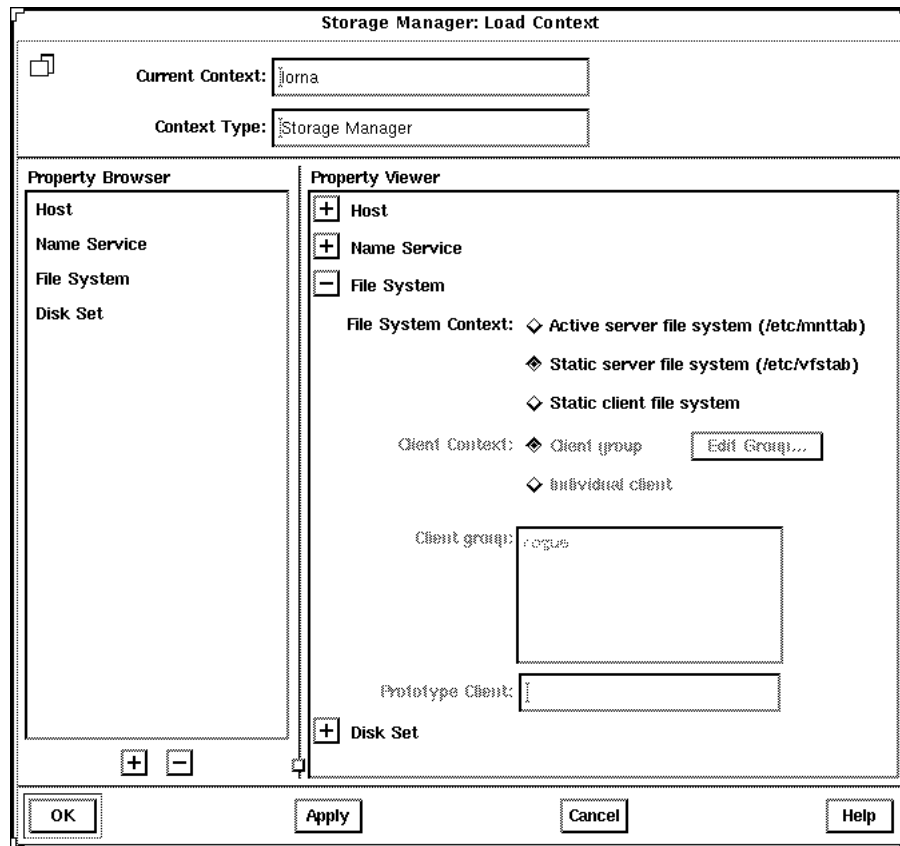 Storage Manager: Load Context
Current Context: lorna
Context Type: Storage Manager
Property Browser
Host
Name Service
File System
Disk Set
Property Viewer
Host
Name Service
File System
File System Context: Active server file system (/etc/mnttab)
Static server file system (/etc/vfstab)
Static client file system
Client Context: Client group Edit Group...
Individual client
Client group: rogue
Prototype Client:
Disk Set
OK Apply Cancel Help